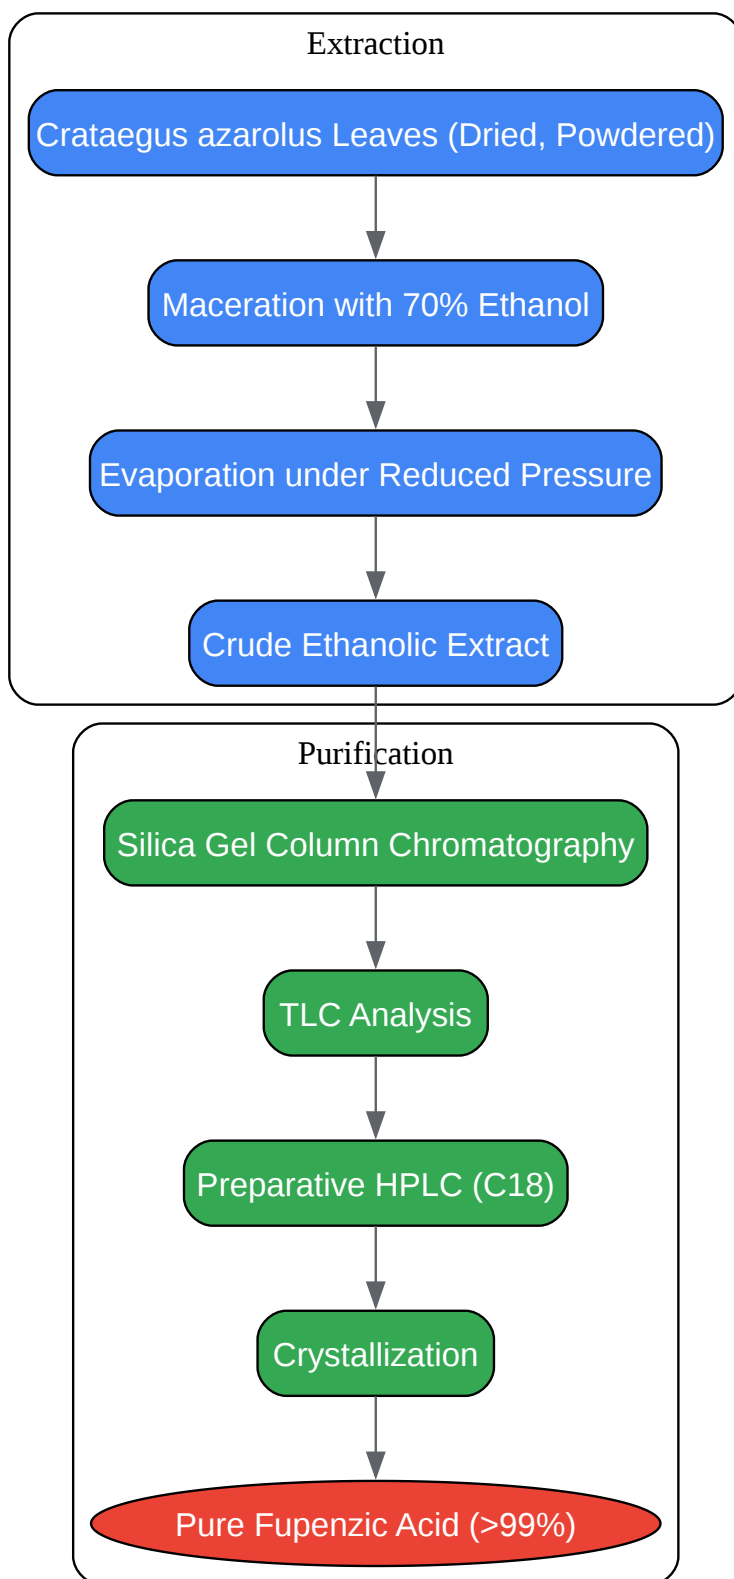 Extraction
Crataegus azarolus Leaves (Dried, Powdered)
Maceration with 70% Ethanol
Evaporation under Reduced Pressure
Crude Ethanolic Extract
Purification
Silica Gel Column Chromatography
TLC Analysis
Preparative HPLC (C18)
Crystallization
Pure Fupenzic Acid (>99%)